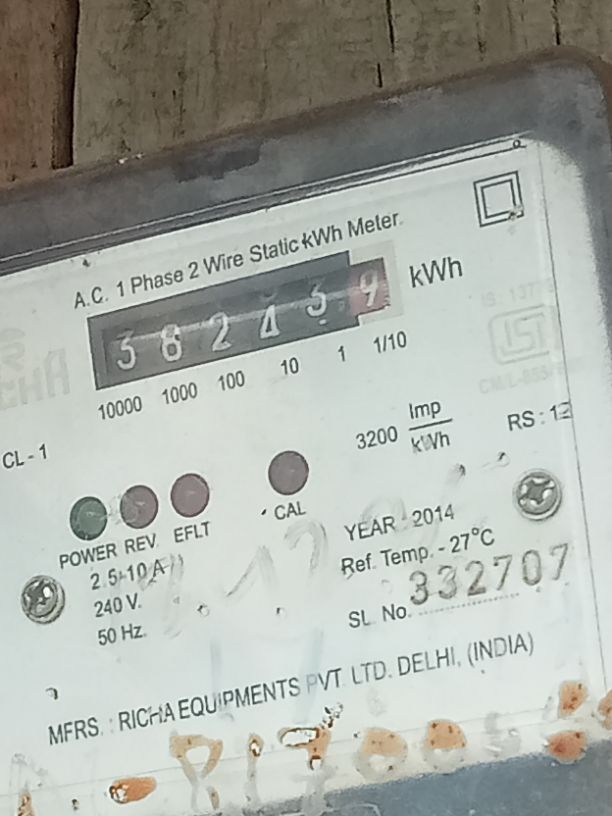 A.C. 1 Phase 2 Wire Static kWh Meter.
3 8 2 4 3 9 kWh
10000 1000 100 10 1 1/10
CL - 1
3200 Imp/kWh
RS : 12
POWER REV EFLT
CAL
2.5-10 A
240 V.
50 Hz.
YEAR - 2014
Ref. Temp. - 27°C
SL. No. 332707
MFRS. : RICHA EQUIPMENTS PVT. LTD. DELHI, (INDIA)